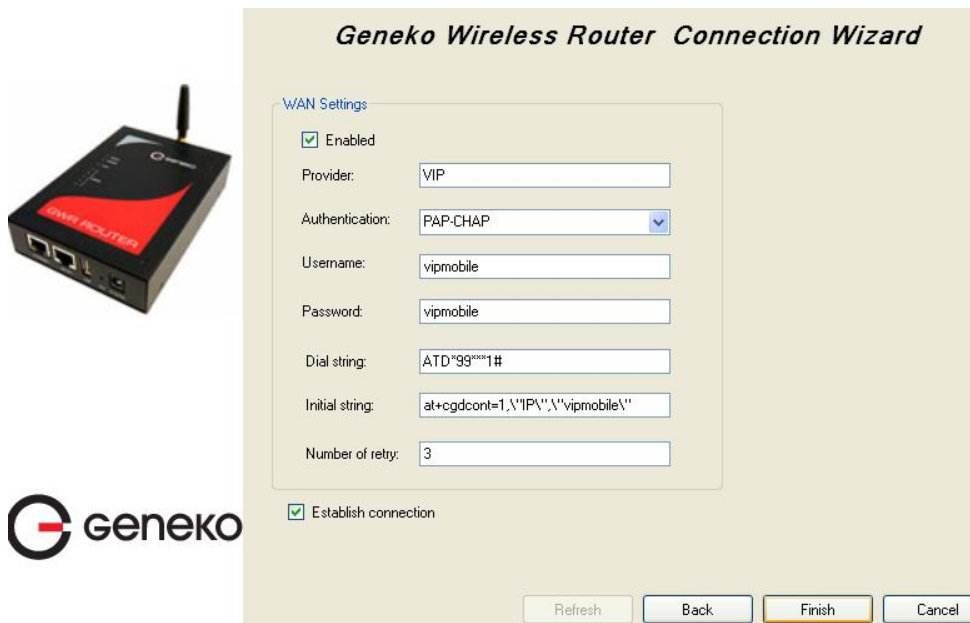 Geneko Wireless Router Connection Wizard
WAN Settings
Enabled
Provider: VIP
Authentication: PAP-CHAP
Username: vipmobile
Password: vipmobile
Dial string: ATD*99***1#
Initial string: at+cgdcont=1,\"IP\",\"vipmobile\"
Number of retry: 3
Establish connection
GENEKO
GWR ROUTER
GENEKO
Refresh Back Finish Cancel